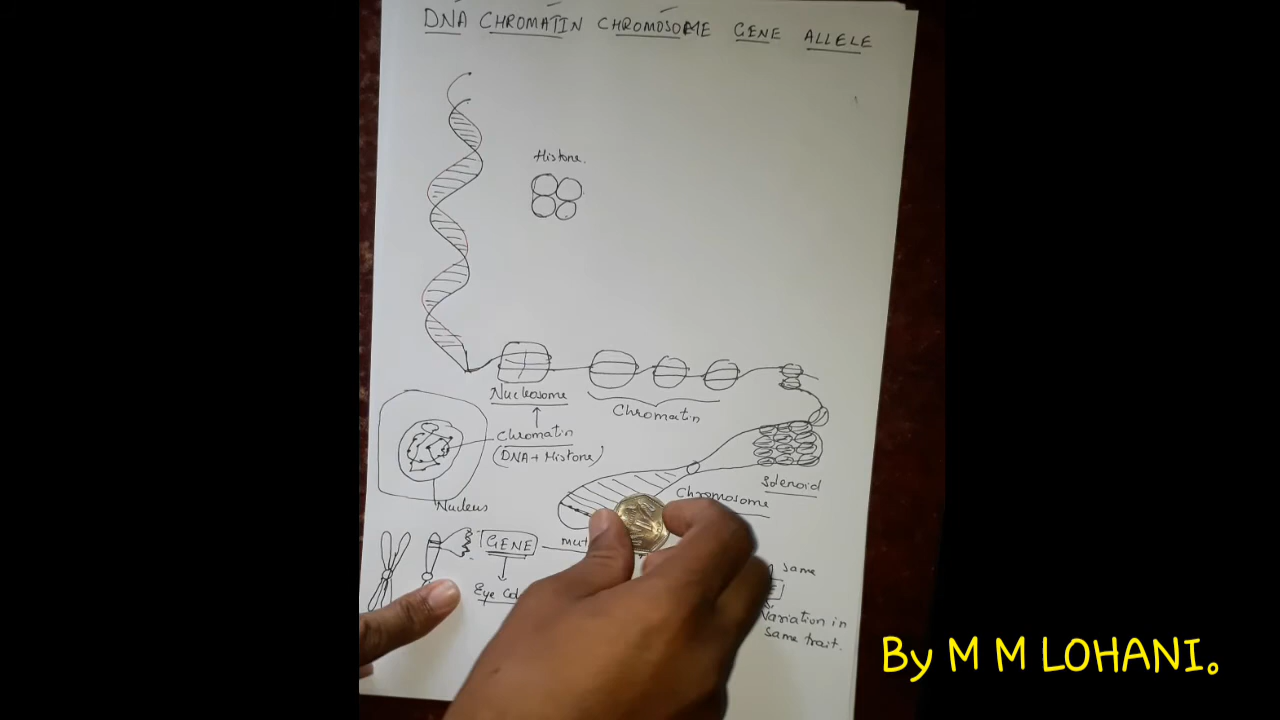 DNA CHROMATIN CHROMOSOME GENE ALLELE
Histone.
Nucleosome
Chromatin
Chromatin
(DNA + Histone)
Solenoid
Chromosome
Nucleus
GENE
Eye
same
Variation in
same trait.
By M M LOHANI.